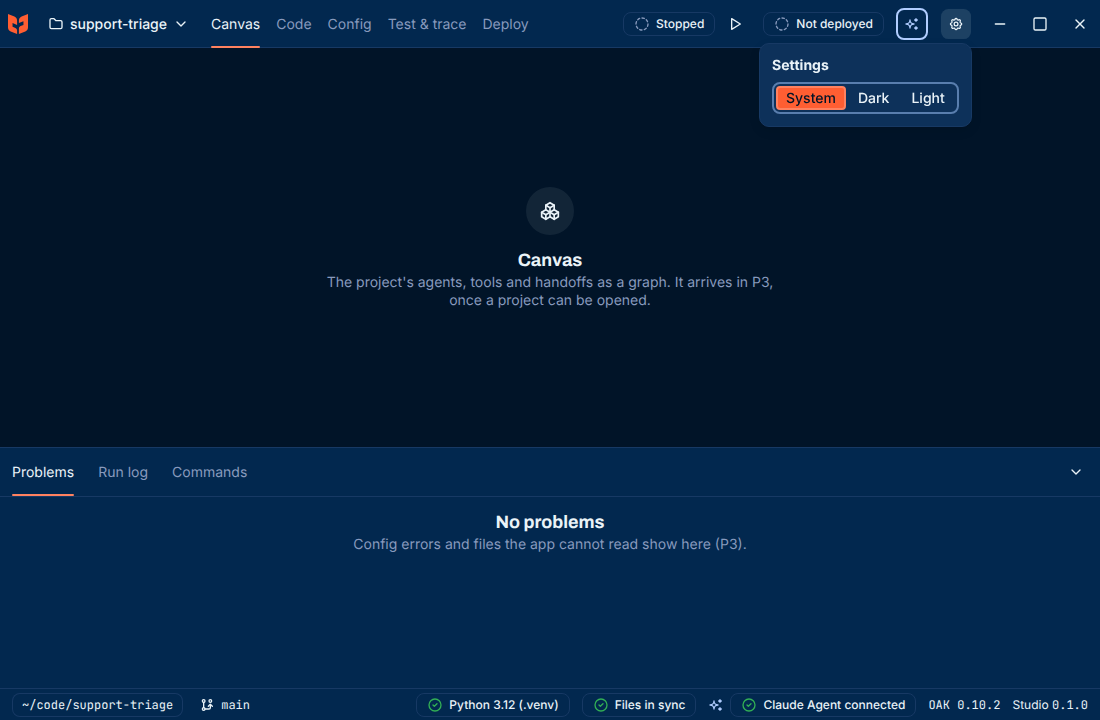 support-triage
Canvas
Code
Config
Test & trace
Deploy
Stopped
Not deployed
Settings
System
Dark
Light
Canvas
The project's agents, tools and handoffs as a graph. It arrives in P3,
once a project can be opened.
Problems
Run log
Commands
No problems
Config errors and files the app cannot read show here (P3).
~/code/support-triage
main
Python 3.12 (.venv)
Files in sync
Claude Agent connected
OAK 0.10.2
Studio 0.1.0